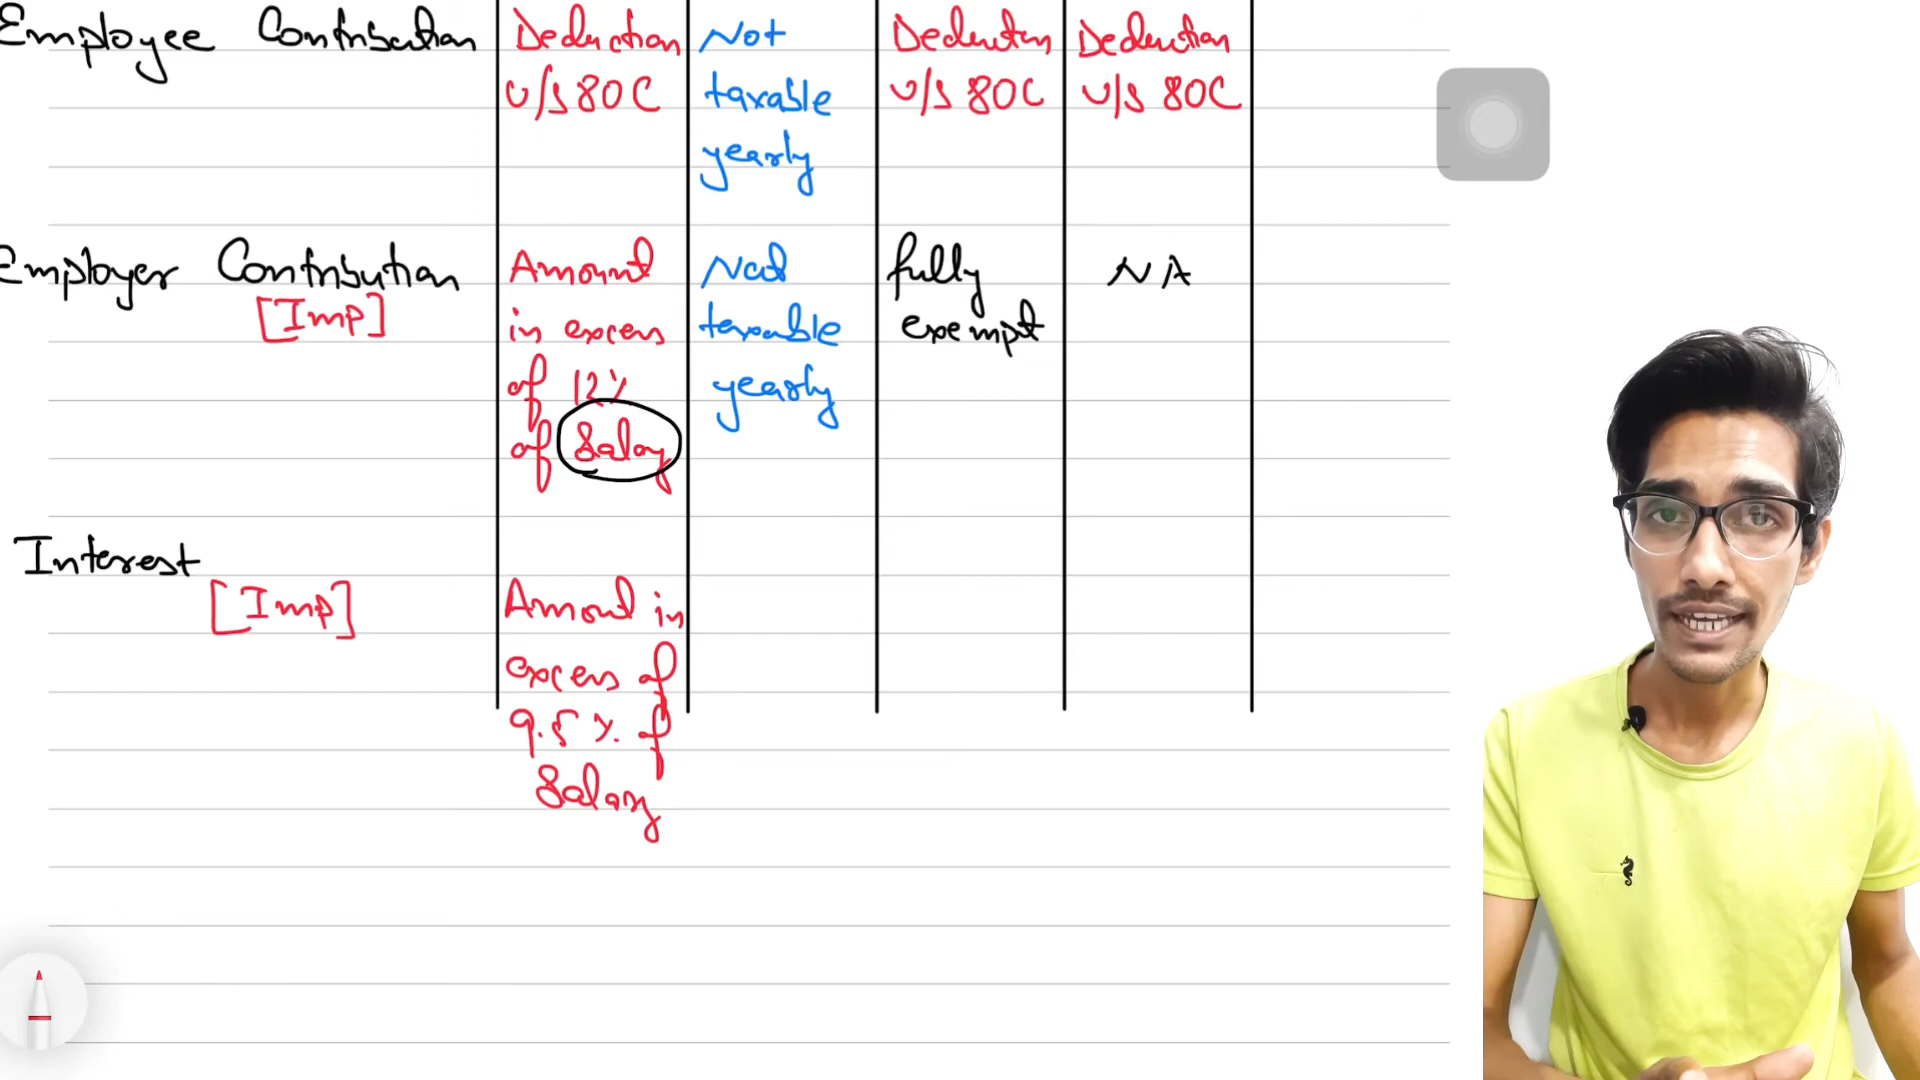 Employee Contribution
Deduction
u/s 80C
Not
taxable
yearly
Deduction
u/s 80C
Deduction
u/s 80C
Employer Contribution
[Imp]
Amount
in excess
of 12%
of Salary
Not
taxable
yearly
fully
exempt
NA
Interest
[Imp]
Amount in
excess of
9.5% of
Salary